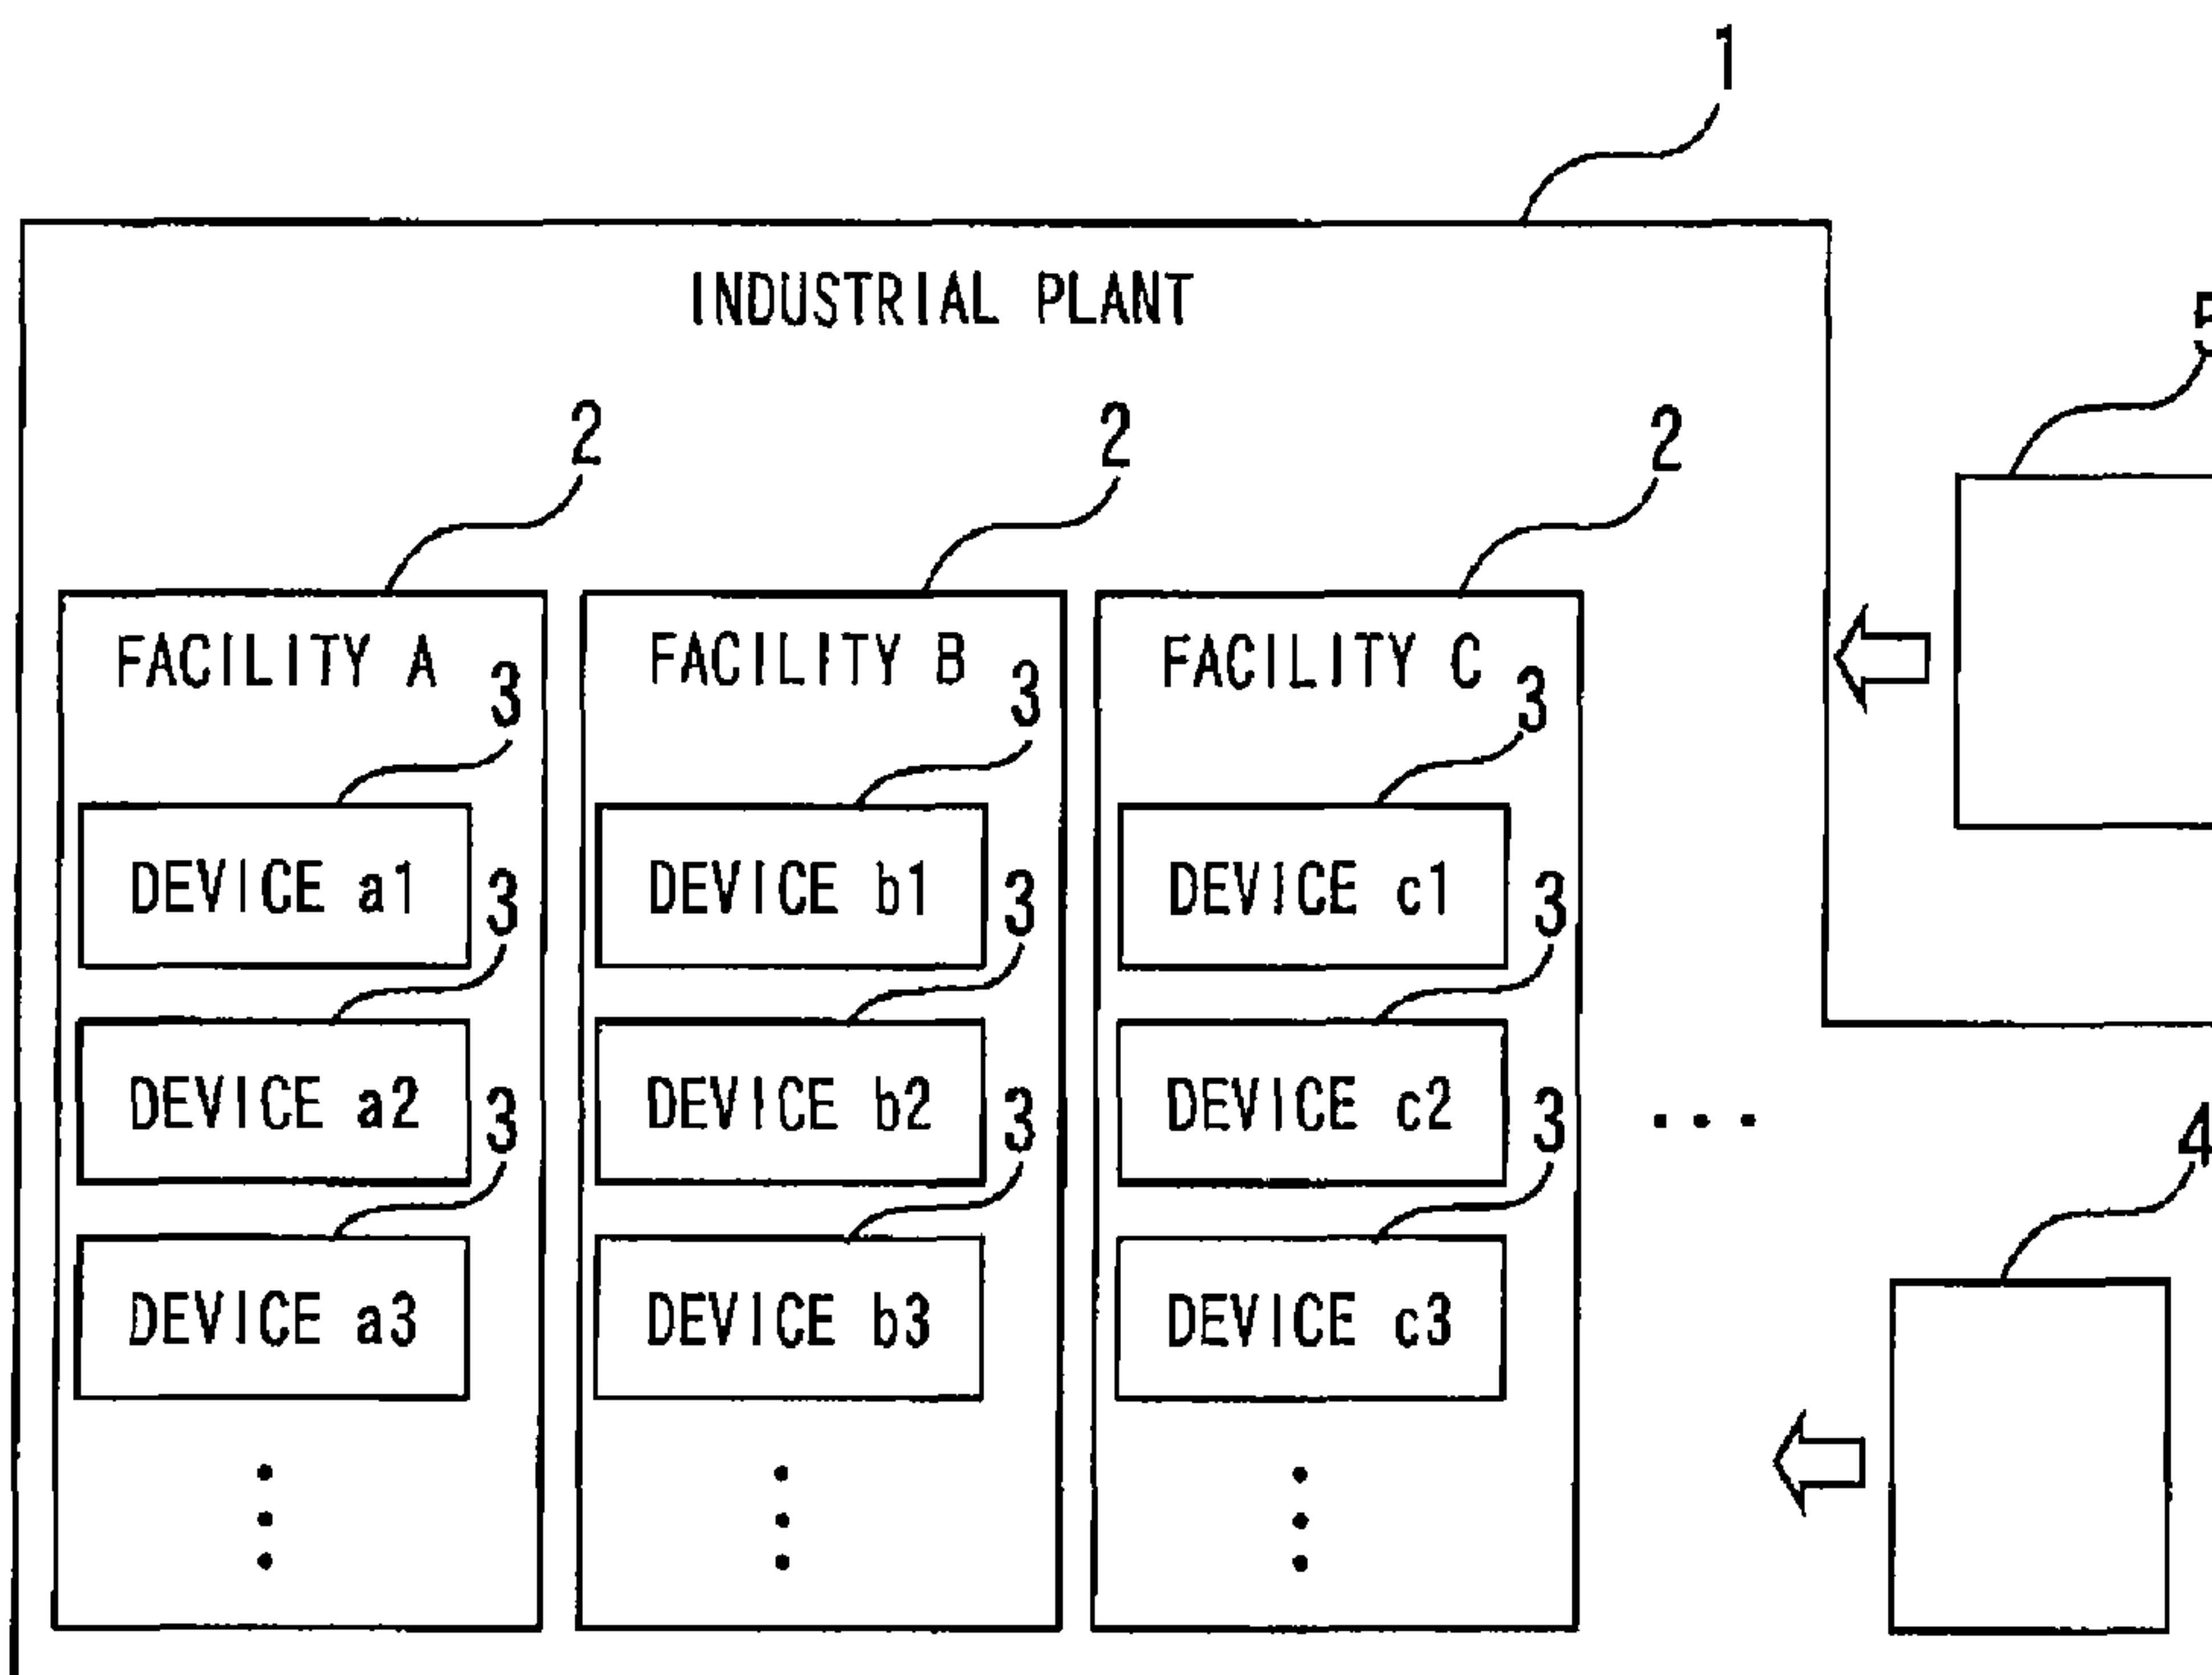 1
INDUSTRIAL PLANT
5
2 2 2
FACILITY A FACILITY B FACILITY C
3 3 3
DEVICE a1 DEVICE b1 DEVICE c1
3 3 3
DEVICE a2 DEVICE b2 DEVICE c2 ...
3 3 3
4
DEVICE a3 DEVICE b3 DEVICE c3